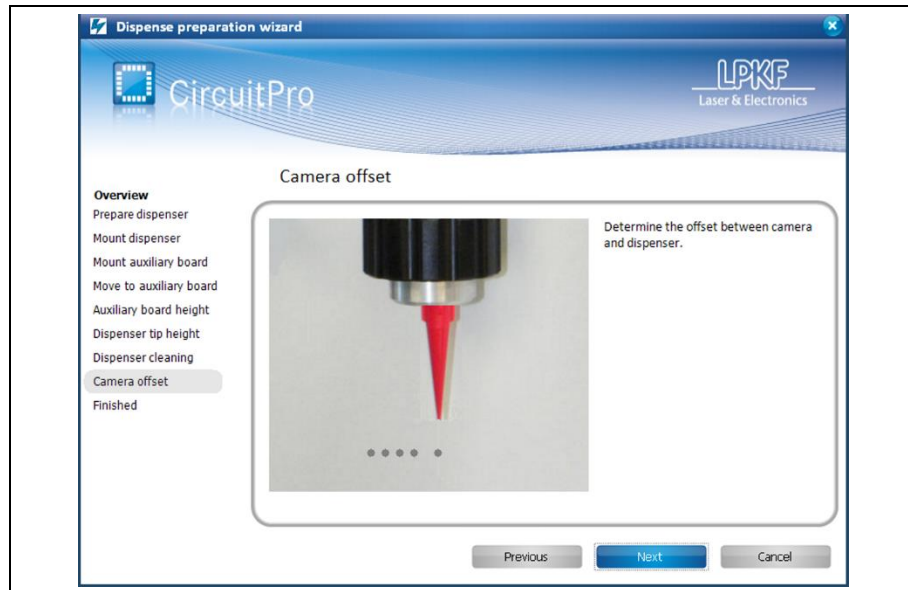 Dispense preparation wizard
CircuitPro
LPKF
Laser & Electronics
Camera offset
Overview
Prepare dispenser
Mount dispenser
Mount auxiliary board
Move to auxiliary board
Auxiliary board height
Dispenser tip height
Dispenser cleaning
Camera offset
Finished
Determine the offset between camera
and dispenser.
Previous
Next
Cancel